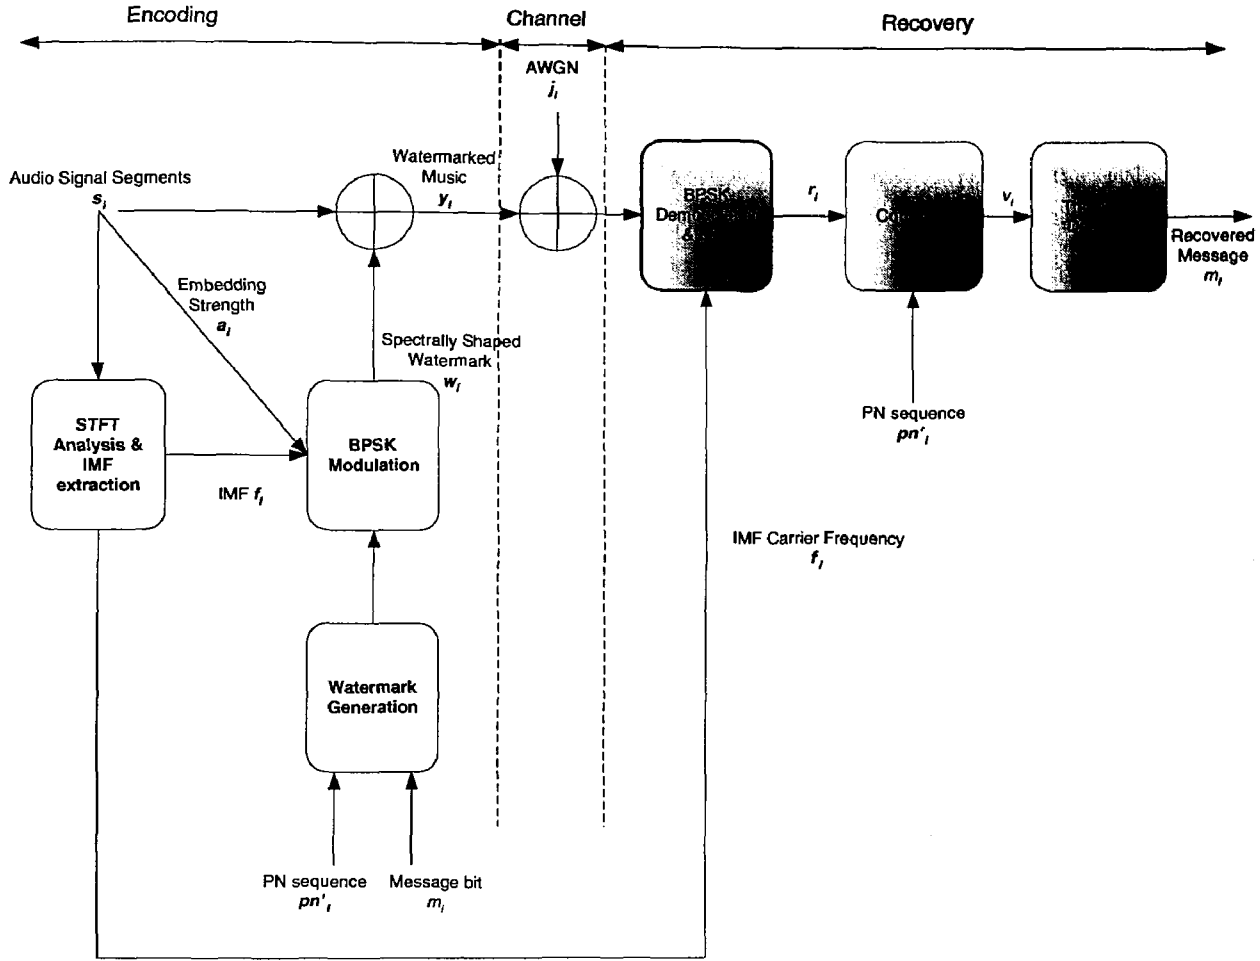 Encoding
Channel
Recovery
AWGN
j_i
Audio Signal Segments
s_i
Watermarked
Music
y_i
BPSK
r_i
v_i
Recovered
Message
m_i
Embedding
Strength
a_i
Spectrally Shaped
Watermark
w_i
STFT
Analysis &
IMF
extraction
BPSK
Modulation
IMF f_i
PN sequence
pn'_i
IMF Carrier Frequency
f_i
Watermark
Generation
PN sequence
pn'_i
Message bit
m_i